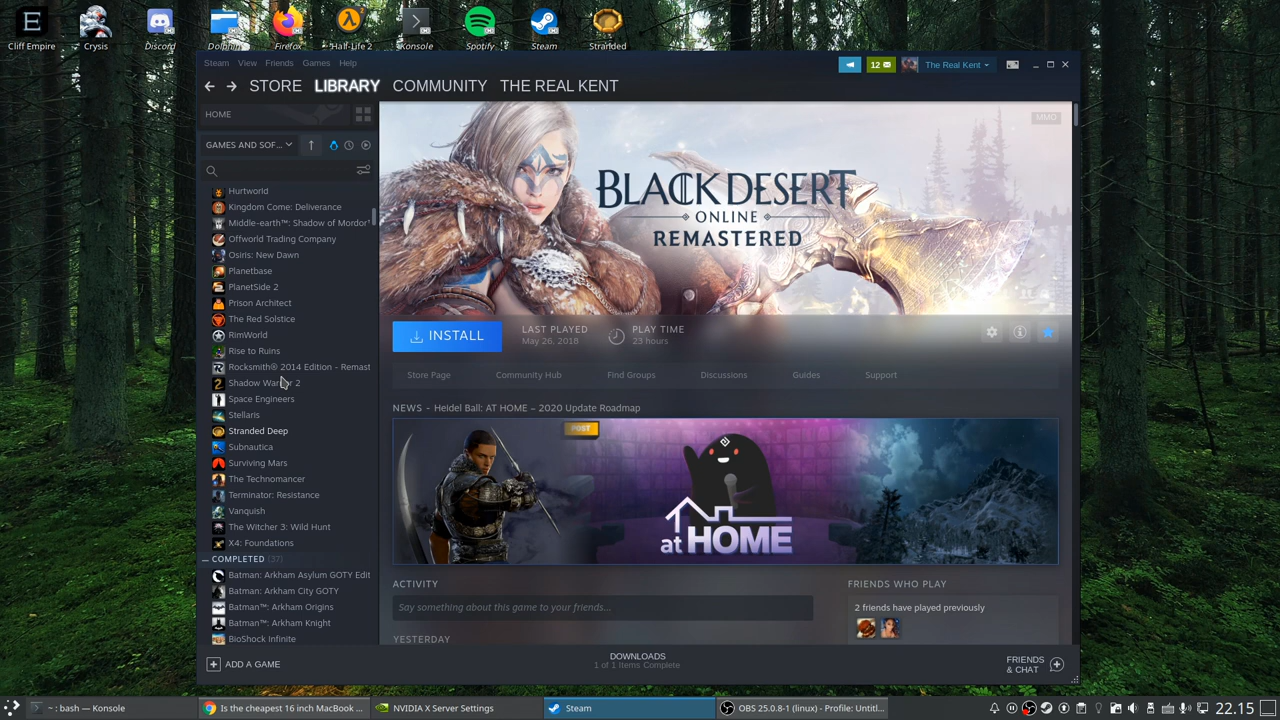 Cliff Empire
Crysis
Discord
Dolphin
Firefox
Half-Life 2
Konsole
Spotify
Steam
Stranded
Steam View Friends Games Help
12
The Real Kent
STORE LIBRARY COMMUNITY THE REAL KENT
HOME
GAMES AND SOF...
Hurtworld
Kingdom Come: Deliverance
Middle-earth™: Shadow of Mordor
Offworld Trading Company
Osiris: New Dawn
Planetbase
PlanetSide 2
Prison Architect
The Red Solstice
RimWorld
Rise to Ruins
Rocksmith® 2014 Edition - Remast
Shadow Warrior 2
Space Engineers
Stellaris
Stranded Deep
Subnautica
Surviving Mars
The Technomancer
Terminator: Resistance
Vanquish
The Witcher 3: Wild Hunt
X4: Foundations
COMPLETED (37)
Batman: Arkham Asylum GOTY Edit
Batman: Arkham City GOTY
Batman™: Arkham Origins
Batman™: Arkham Knight
BioShock Infinite
ADD A GAME
MMO
BLACK DESERT
ONLINE
REMASTERED
INSTALL
LAST PLAYED
May 26, 2018
PLAY TIME
23 hours
Store Page Community Hub Find Groups Discussions Guides Support
NEWS - Heidel Ball: AT HOME – 2020 Update Roadmap
POST
at HOME
ACTIVITY
Say something about this game to your friends...
YESTERDAY
FRIENDS WHO PLAY
2 friends have played previously
DOWNLOADS
1 of 1 Items Complete
FRIENDS
& CHAT
~ : bash — Konsole
Is the cheapest 16 inch MacBook ...
NVIDIA X Server Settings
Steam
OBS 25.0.8-1 (linux) - Profile: Untitl...
22.15